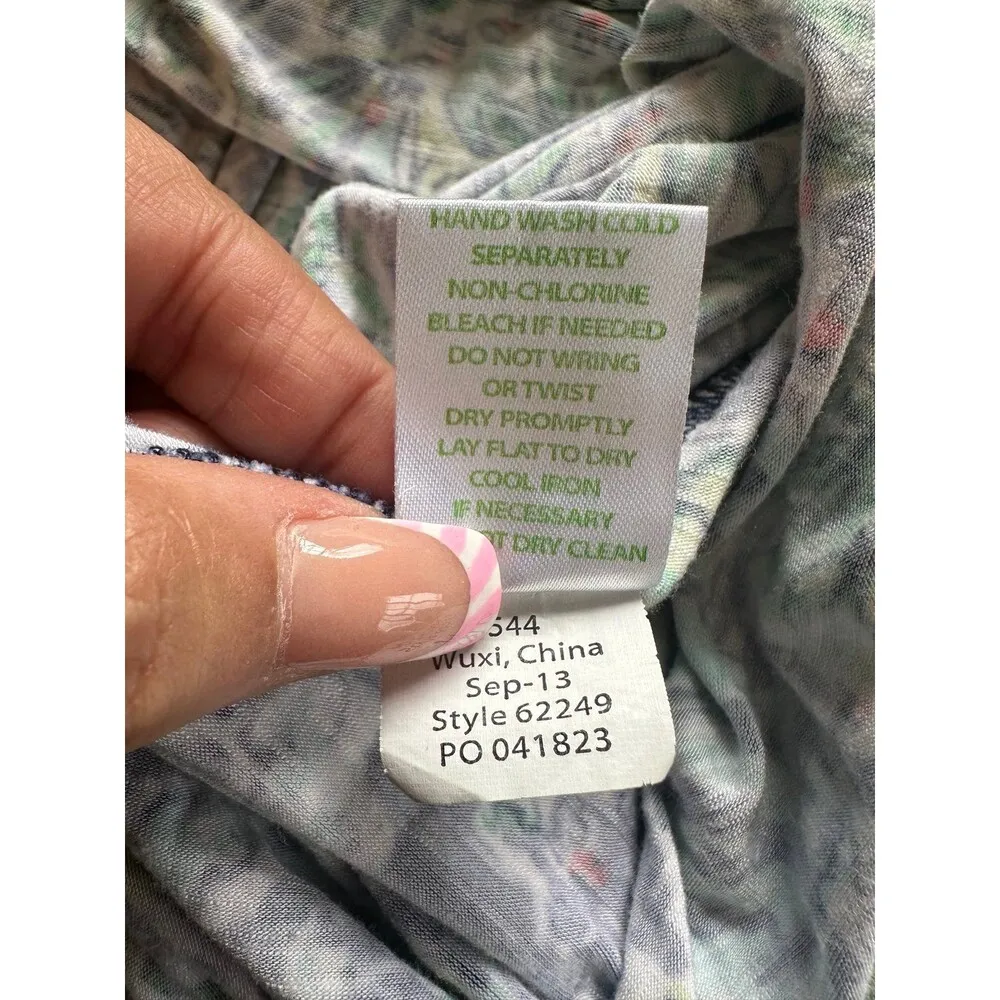 HAND WASH COLD
SEPARATELY
NON-CHLORINE
BLEACH IF NEEDED
DO NOT WRING
OR TWIST
DRY PROMPTLY
LAY FLAT TO DRY
COOL IRON
IF NECESSARY
DRY CLEAN
544
Wuxi, China
Sep-13
Style 62249
PO 041823